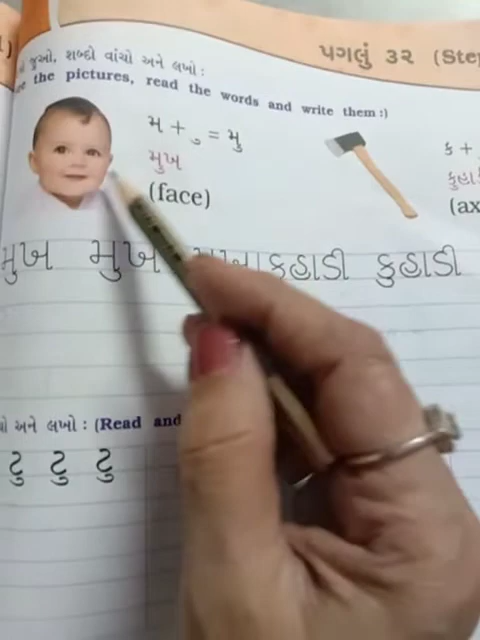 પગલું ૩૨ (Step
જુઓ, શબ્દો વાંચો અને લખો :
the pictures, read the words and write them :)
મ + ુ = મુ
મુખ
(face)
ક +
(ax
મુખ મુખ કુહાડી કુહાડી
અને લખો : (Read and
ટુ ટુ ટુ